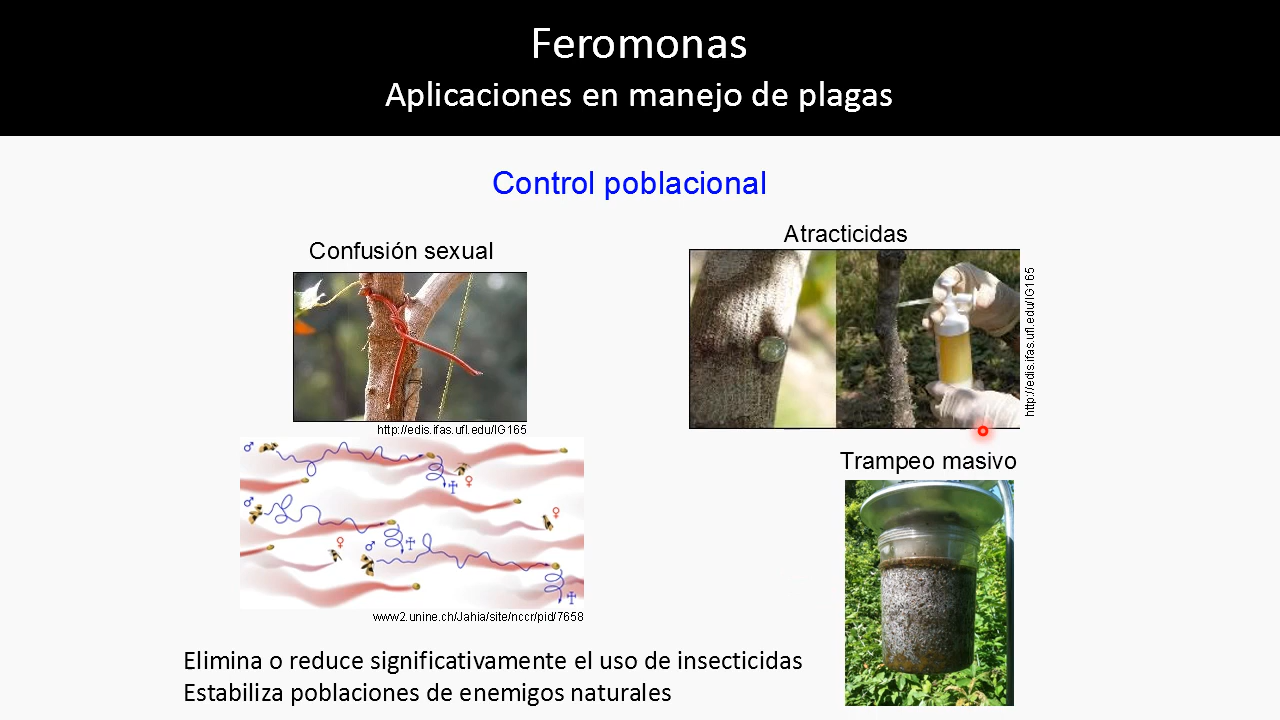 Feromonas
Aplicaciones en manejo de plagas
Control poblacional
Confusión sexual
http://edis.ifas.ufl.edu/IG165
www2.unine.ch/Jahia/site/nccr/pid/7658
Atracticidas
http://edis.ifas.ufl.edu/IG165
Trampeo masivo
Elimina o reduce significativamente el uso de insecticidas
Estabiliza poblaciones de enemigos naturales